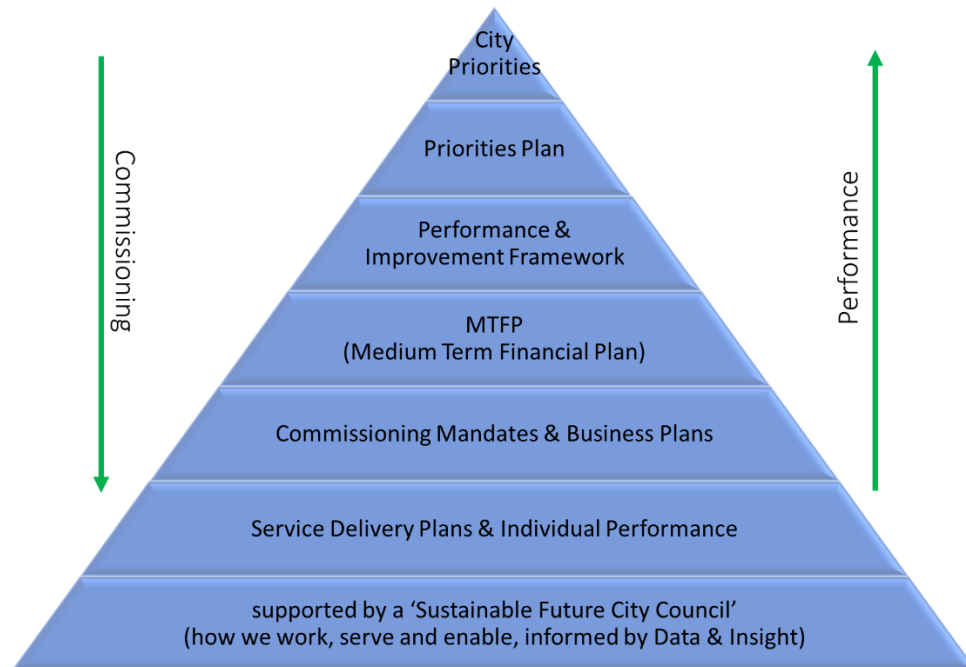 City
Priorities
Priorities Plan
Performance &
Improvement Framework
MTFP
(Medium Term Financial Plan)
Commissioning Mandates & Business Plans
Service Delivery Plans & Individual Performance
supported by a ‘Sustainable Future City Council’
(how we work, serve and enable, informed by Data & Insight)
Commissioning
Performance